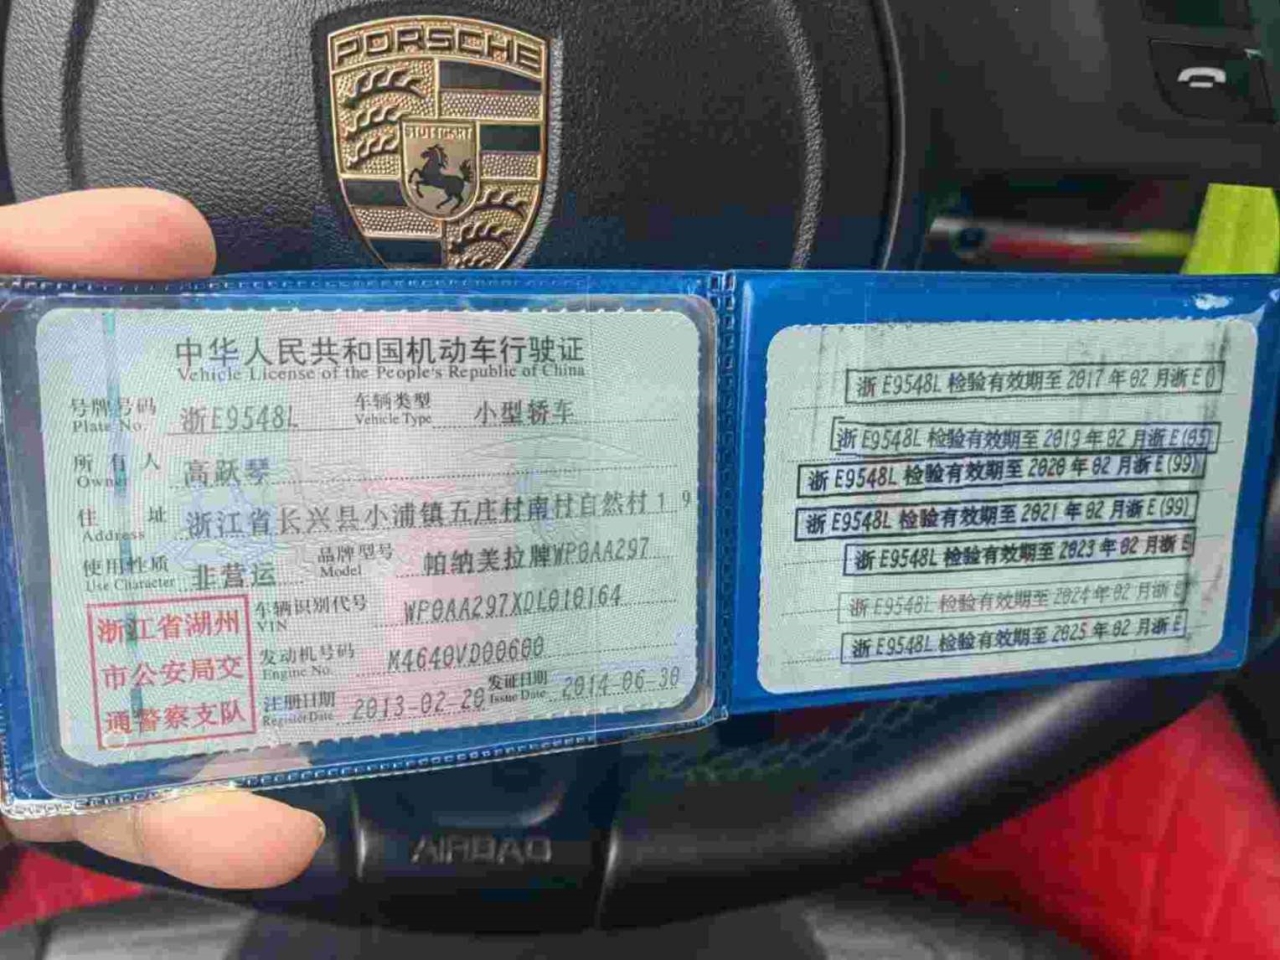 PORSCHE
STUTTGART
中华人民共和国机动车行驶证
Vehicle License of the People's Republic of China
号牌号码 浙E9548L 车辆类型 小型轿车
Plate No. Vehicle Type
所有人 高跃琴
Owner
住址 浙江省长兴县小浦镇五庄村南村自然村19
Address
使用性质 非营运 品牌型号 帕纳美拉牌WP0AA297
Use Character Model
浙江省湖州
市公安局交
通警察支队
车辆识别代号 WP0AA297XDL010164
VIN
发动机号码 M4640VD00600
Engine No.
注册日期 2013-02-20 发证日期 2014-06-30
Register Date Issue Date
浙E9548L 检验有效期至 2017年02月浙E()
浙E9548L 检验有效期至 2019年02月浙E(05)
浙E9548L 检验有效期至 2020年02月浙E(99)
浙E9548L 检验有效期至 2021年02月浙E(99)
浙E9548L 检验有效期至 2023年02月浙E
浙E9548L 检验有效期至 2024年02月浙E
浙E9548L 检验有效期至 2025年02月浙E
AIRBAG